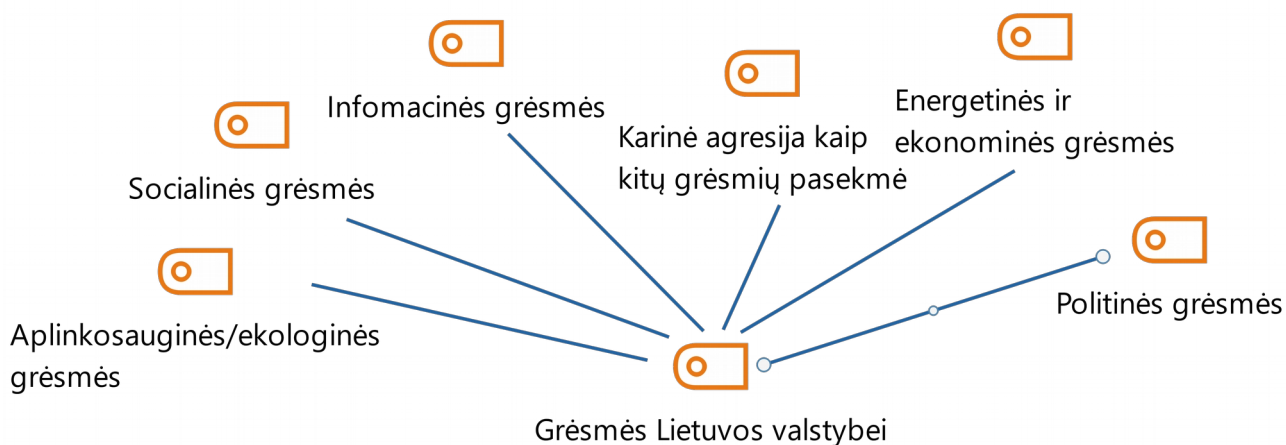 Infomacinės grėsmės
Energetinės ir
ekonominės grėsmės
Karinė agresija kaip
kitų grėsmių pasekmė
Socialinės grėsmės
Politinės grėsmės
Aplinkosauginės/ekologinės
grėsmės
Grėsmės Lietuvos valstybei